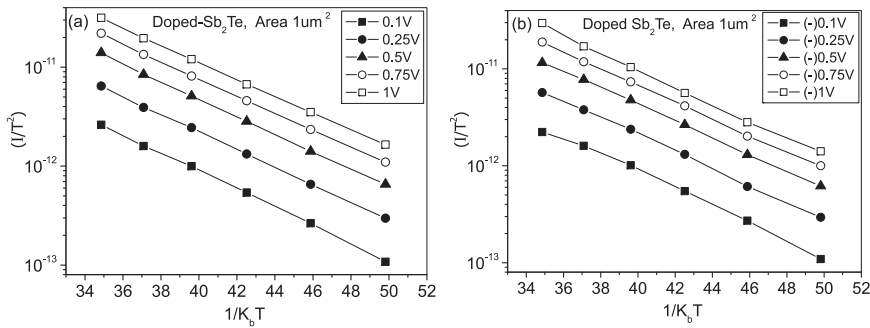 (a)
Doped-Sb₂Te, Area 1um²
0.1V
0.25V
0.5V
0.75V
1V
(I/T²)
10⁻¹¹
10⁻¹²
10⁻¹³
34 36 38 40 42 44 46 48 50 52
1/K_bT
(b)
Doped Sb₂Te, Area 1um²
(-)0.1V
(-)0.25V
(-)0.5V
(-)0.75V
(-)1V
(I/T²)
10⁻¹¹
10⁻¹²
10⁻¹³
34 36 38 40 42 44 46 48 50 52
1/K_bT